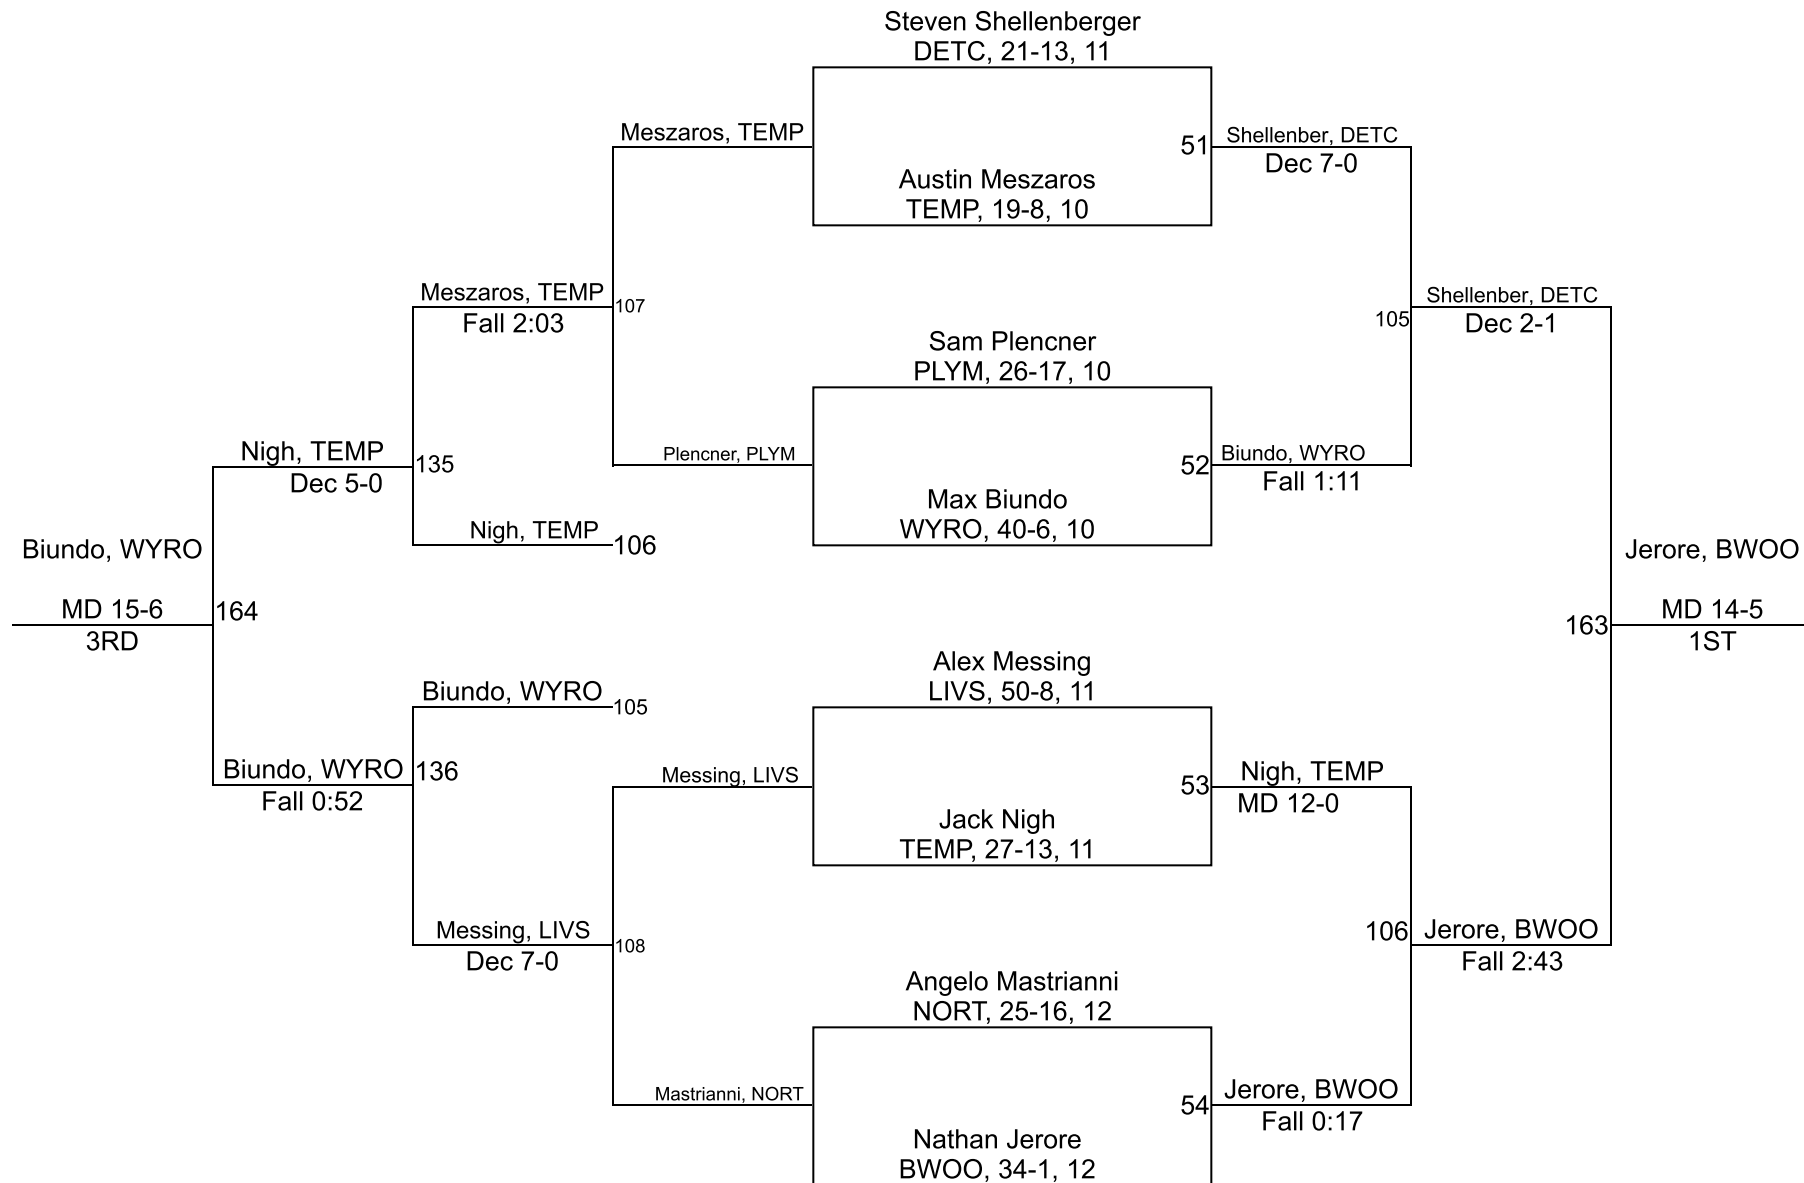 Steven Shellenberger
DETC, 21-13, 11
Meszaros, TEMP
51
Shellenber, DETC
Dec 7-0
Austin Meszaros
TEMP, 19-8, 10
Meszaros, TEMP
Fall 2:03
107
105
Shellenber, DETC
Dec 2-1
Sam Plencner
PLYM, 26-17, 10
Nigh, TEMP
Dec 5-0
135
Plencner, PLYM
52
Biundo, WYRO
Fall 1:11
Max Biundo
WYRO, 40-6, 10
Nigh, TEMP
106
Biundo, WYRO
MD 15-6
3RD
164
Jerore, BWOO
163
MD 14-5
1ST
Alex Messing
LIVS, 50-8, 11
Biundo, WYRO
105
Biundo, WYRO
Fall 0:52
136
Messing, LIVS
53
Nigh, TEMP
MD 12-0
Jack Nigh
TEMP, 27-13, 11
Messing, LIVS
Dec 7-0
108
106
Jerore, BWOO
Fall 2:43
Angelo Mastrianni
NORT, 25-16, 12
Mastrianni, NORT
54
Jerore, BWOO
Fall 0:17
Nathan Jerore
BWOO, 34-1, 12